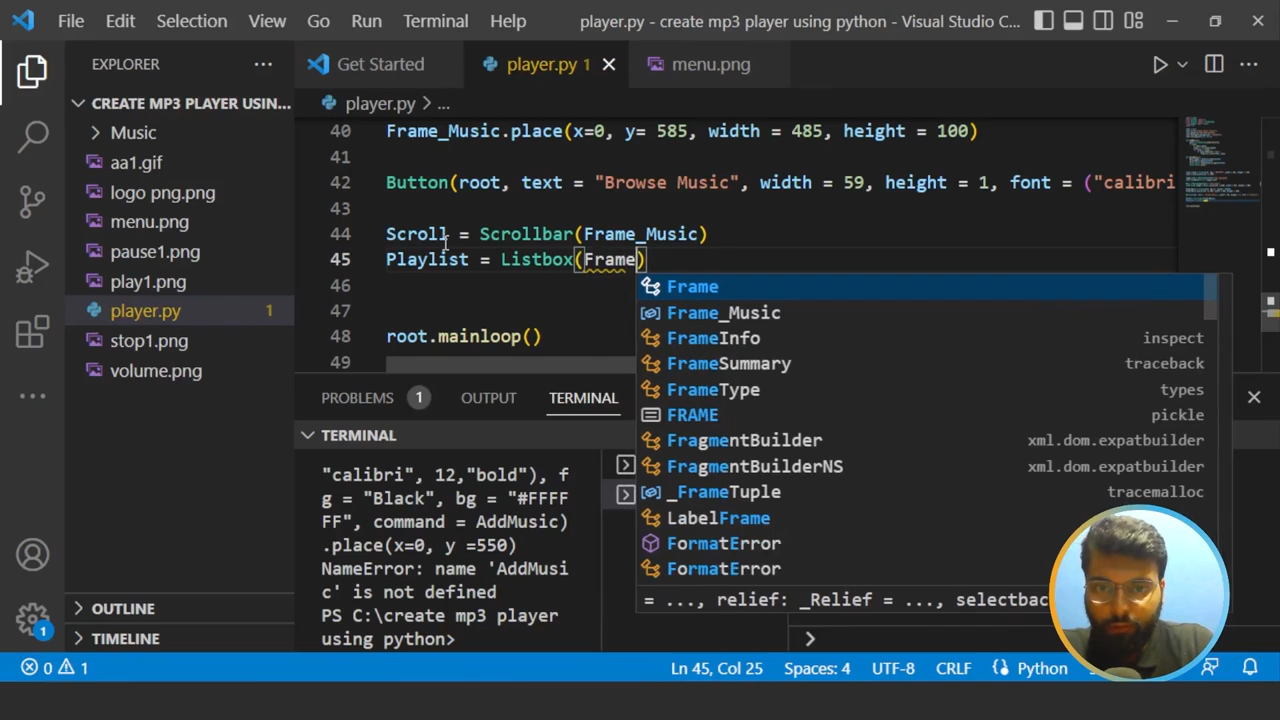 File Edit Selection View Go Run Terminal Help player.py - create mp3 player using python - Visual Studio C...
EXPLORER
Get Started player.py 1 menu.png
CREATE MP3 PLAYER USIN...
player.py > ...
Music
aa1.gif
logo png.png
menu.png
pause1.png
play1.png
player.py 1
stop1.png
volume.png
OUTLINE
TIMELINE
40 Frame_Music.place(x=0, y= 585, width = 485, height = 100)
41
42 Button(root, text = "Browse Music", width = 59, height = 1, font = ("calibri
43
44 Scroll = Scrollbar(Frame_Music)
45 Playlist = Listbox(Frame)
46
47
48 root.mainloop()
49
Frame
Frame_Music
FrameInfo inspect
FrameSummary traceback
FrameType types
FRAME pickle
FragmentBuilder xml.dom.expatbuilder
FragmentBuilderNS xml.dom.expatbuilder
_FrameTuple tracemalloc
LabelFrame
FormatError
FormatError
= ..., relief: _Relief = ..., selectbac
PROBLEMS 1 OUTPUT TERMINAL
TERMINAL
"calibri", 12,"bold"), f
g = "Black", bg = "#FFFF
FF", command = AddMusic)
.place(x=0, y =550)
NameError: name 'AddMusi
c' is not defined
PS C:\create mp3 player
using python>
1
0 1 Ln 45, Col 25 Spaces: 4 UTF-8 CRLF Python